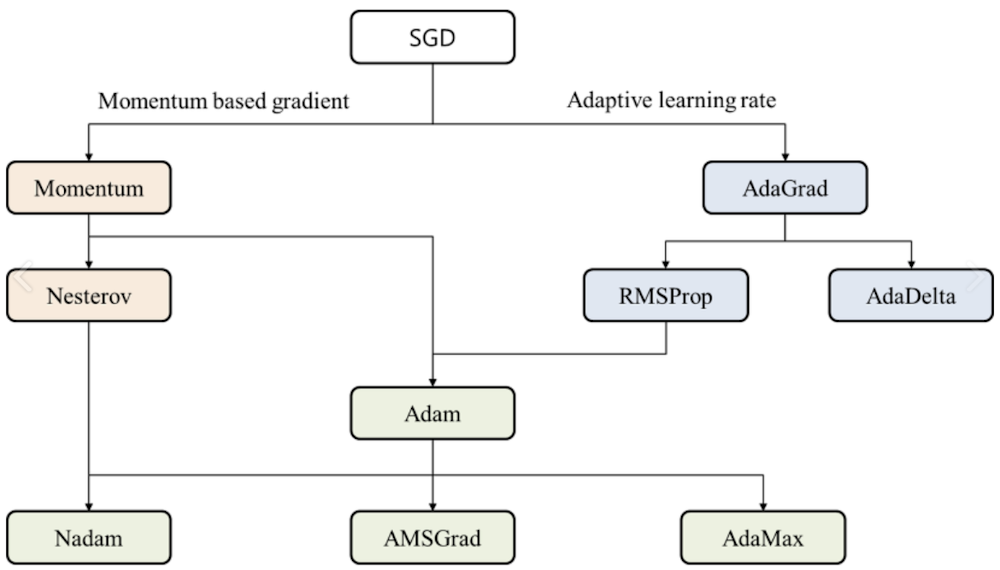 SGD
Momentum based gradient
Adaptive learning rate
Momentum
AdaGrad
Nesterov
RMSProp
AdaDelta
Adam
Nadam
AMSGrad
AdaMax